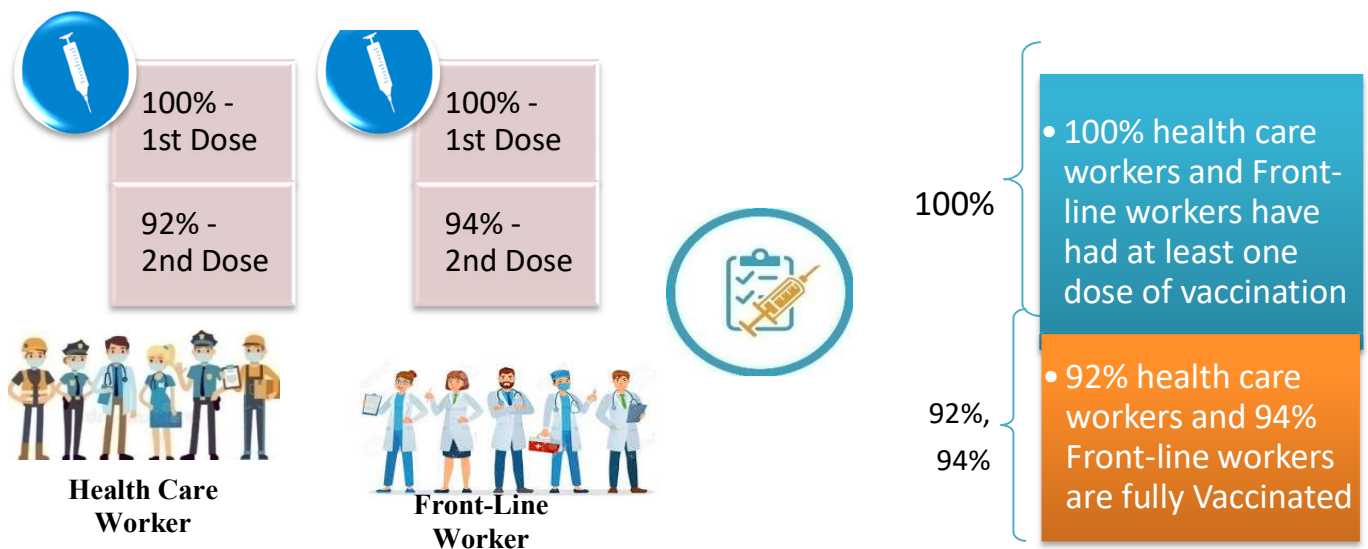 100% -
1st Dose
92% -
2nd Dose
Health Care
Worker
100% -
1st Dose
94% -
2nd Dose
Front-Line
Worker
100%
• 100% health care
workers and Front-
line workers have
had at least one
dose of vaccination
92%,
94%
• 92% health care
workers and 94%
Front-line workers
are fully Vaccinated